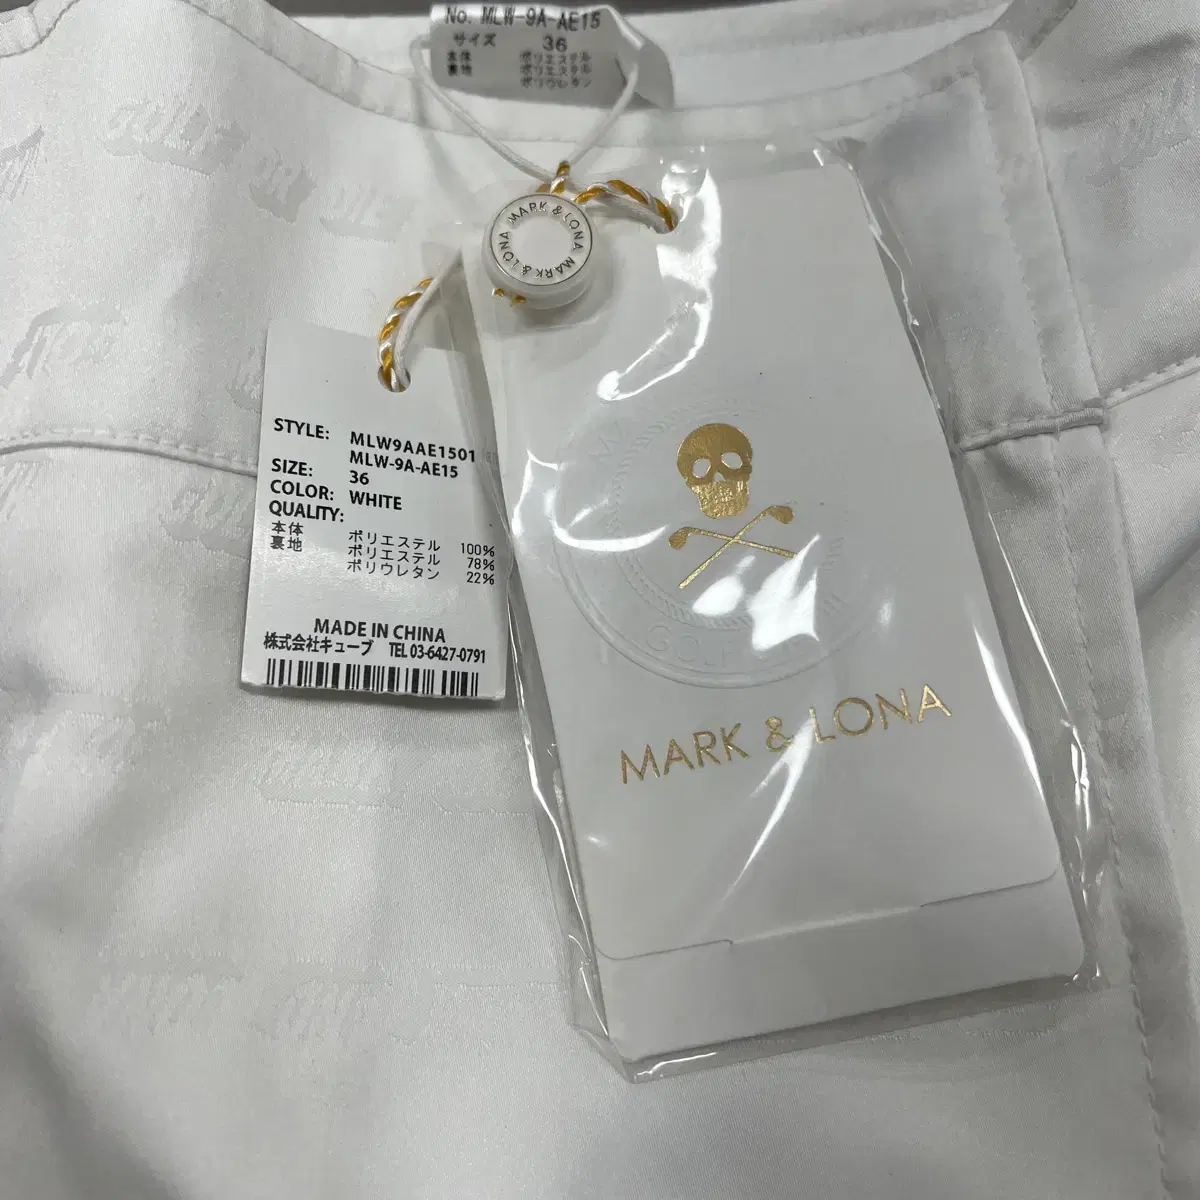 No. MLW-9A-AE15
サイズ 36
本体 ポリエステル
裏地 ポリエステル
ポリウレタン
MARK & LONA MARK & LONA
STYLE: MLW9AAE1501
MLW-9A-AE15
SIZE: 36
COLOR: WHITE
QUALITY:
本体 ポリエステル 100%
裏地 ポリエステル 78%
ポリウレタン 22%
MADE IN CHINA
株式会社キューブ TEL 03-6427-0791
MARK & LONA